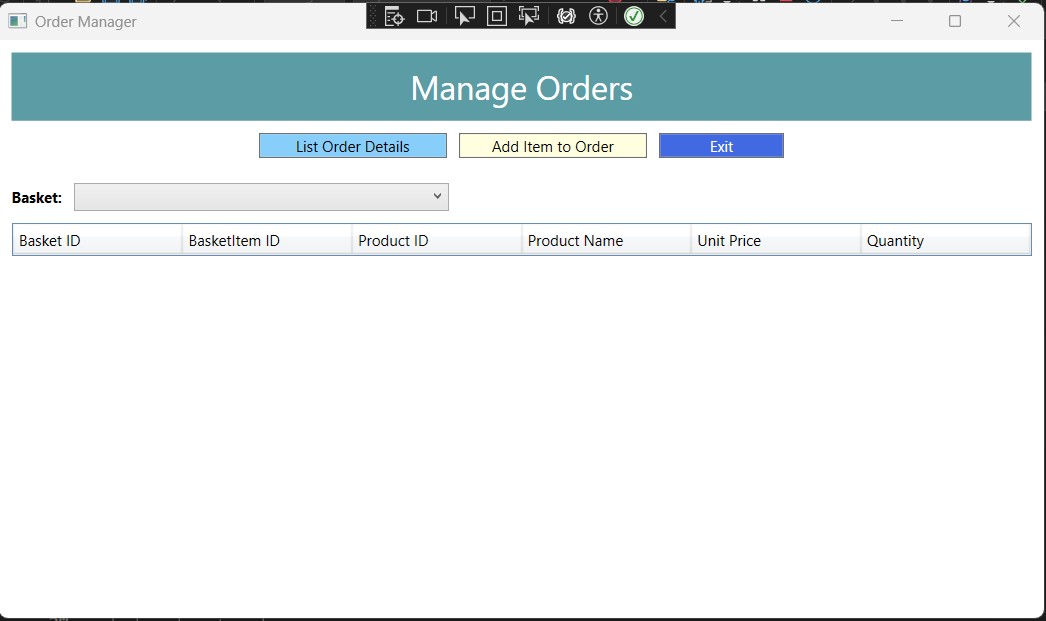 Order Manager
Manage Orders
List Order Details Add Item to Order Exit
Basket:
Basket ID BasketItem ID Product ID Product Name Unit Price Quantity